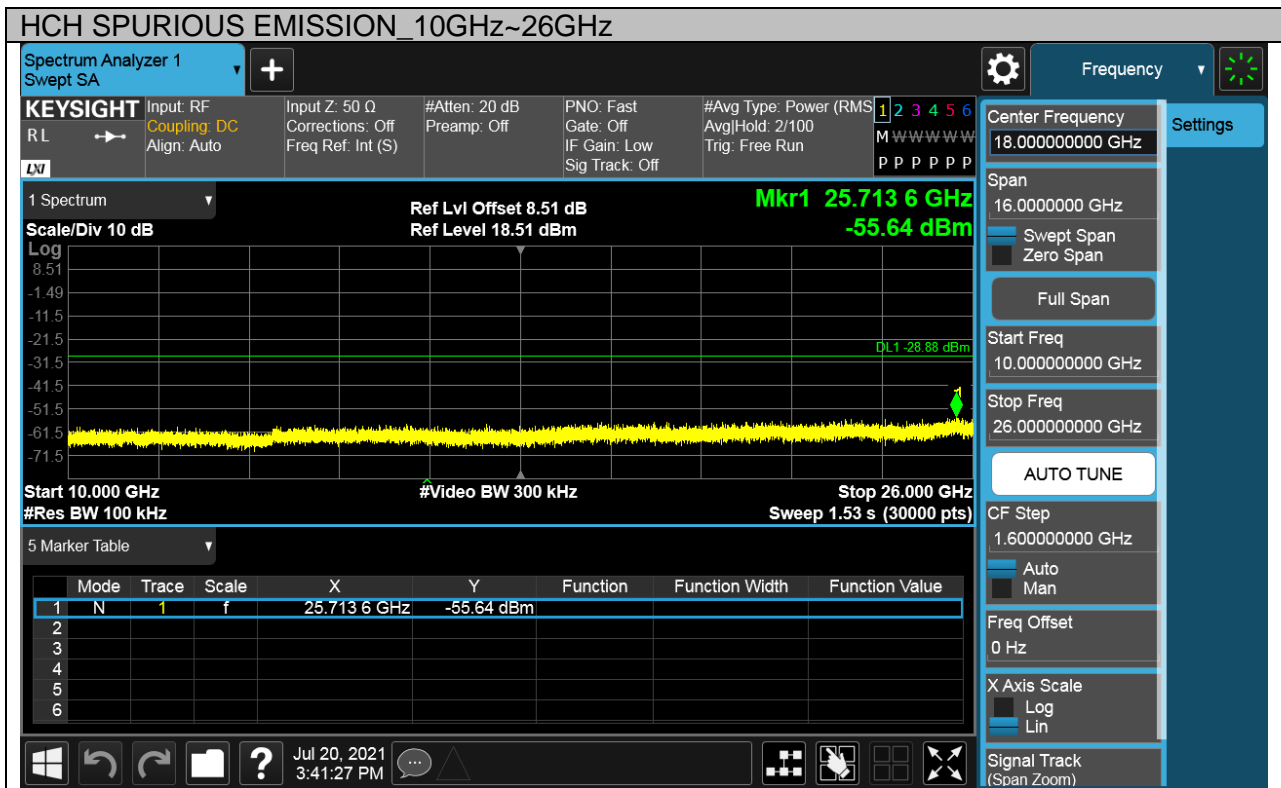 HCH SPURIOUS EMISSION_10GHz~26GHz
Spectrum Analyzer 1
Swept SA
+
Frequency
KEYSIGHT
RL
LXI
Input: RF
Coupling: DC
Align: Auto
Input Z: 50 Ω
Corrections: Off
Freq Ref: Int (S)
#Atten: 20 dB
Preamp: Off
PNO: Fast
Gate: Off
IF Gain: Low
Sig Track: Off
#Avg Type: Power (RMS
Avg|Hold: 2/100
Trig: Free Run
1 2 3 4 5 6
M W W W W W
P P P P P P
1 Spectrum
Scale/Div 10 dB
Ref Lvl Offset 8.51 dB
Ref Level 18.51 dBm
Mkr1 25.713 6 GHz
-55.64 dBm
Log
8.51
-1.49
-11.5
-21.5
-31.5
-41.5
-51.5
-61.5
-71.5
DL1 -28.88 dBm
1
Start 10.000 GHz
#Video BW 300 kHz
Stop 26.000 GHz
#Res BW 100 kHz
Sweep 1.53 s (30000 pts)
5 Marker Table
Mode Trace Scale X Y Function Function Width Function Value
1 N 1 f 25.713 6 GHz -55.64 dBm
2
3
4
5
6
Jul 20, 2021
3:41:27 PM
?
Center Frequency
18.000000000 GHz
Settings
Span
16.0000000 GHz
Swept Span
Zero Span
Full Span
Start Freq
10.000000000 GHz
Stop Freq
26.000000000 GHz
AUTO TUNE
CF Step
1.600000000 GHz
Auto
Man
Freq Offset
0 Hz
X Axis Scale
Log
Lin
Signal Track
(Span Zoom)